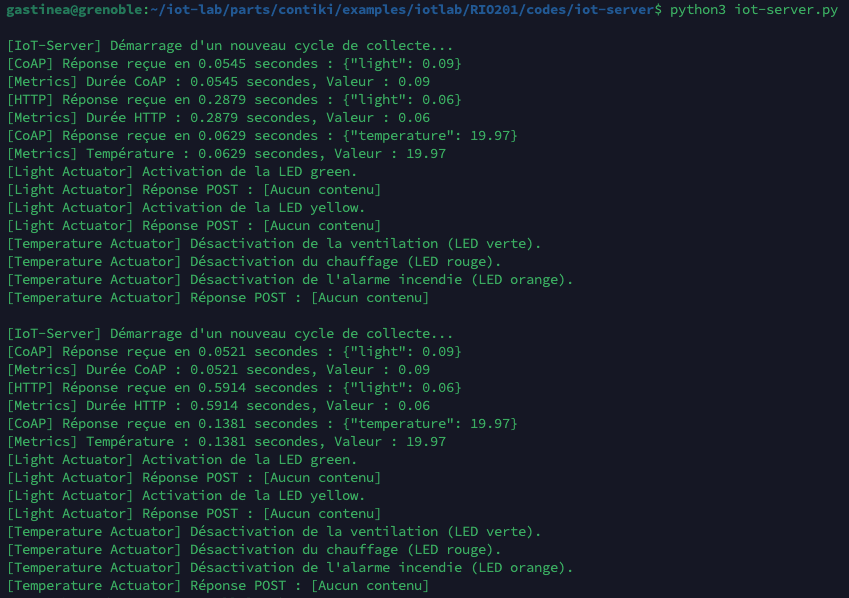 gastinea@grenoble:~/iot-lab/parts/contiki/examples/iotlab/RIO201/codes/iot-server$ python3 iot-server.py
[IoT-Server] Démarrage d'un nouveau cycle de collecte...
[CoAP] Réponse reçue en 0.0545 secondes : {"light": 0.09}
[Metrics] Durée CoAP : 0.0545 secondes, Valeur : 0.09
[HTTP] Réponse reçue en 0.2879 secondes : {"light": 0.06}
[Metrics] Durée HTTP : 0.2879 secondes, Valeur : 0.06
[CoAP] Réponse reçue en 0.0629 secondes : {"temperature": 19.97}
[Metrics] Température : 0.0629 secondes, Valeur : 19.97
[Light Actuator] Activation de la LED green.
[Light Actuator] Réponse POST : [Aucun contenu]
[Light Actuator] Activation de la LED yellow.
[Light Actuator] Réponse POST : [Aucun contenu]
[Temperature Actuator] Désactivation de la ventilation (LED verte).
[Temperature Actuator] Désactivation du chauffage (LED rouge).
[Temperature Actuator] Désactivation de l'alarme incendie (LED orange).
[Temperature Actuator] Réponse POST : [Aucun contenu]
[IoT-Server] Démarrage d'un nouveau cycle de collecte...
[CoAP] Réponse reçue en 0.0521 secondes : {"light": 0.09}
[Metrics] Durée CoAP : 0.0521 secondes, Valeur : 0.09
[HTTP] Réponse reçue en 0.5914 secondes : {"light": 0.06}
[Metrics] Durée HTTP : 0.5914 secondes, Valeur : 0.06
[CoAP] Réponse reçue en 0.1381 secondes : {"temperature": 19.97}
[Metrics] Température : 0.1381 secondes, Valeur : 19.97
[Light Actuator] Activation de la LED green.
[Light Actuator] Réponse POST : [Aucun contenu]
[Light Actuator] Activation de la LED yellow.
[Light Actuator] Réponse POST : [Aucun contenu]
[Temperature Actuator] Désactivation de la ventilation (LED verte).
[Temperature Actuator] Désactivation du chauffage (LED rouge).
[Temperature Actuator] Désactivation de l'alarme incendie (LED orange).
[Temperature Actuator] Réponse POST : [Aucun contenu]